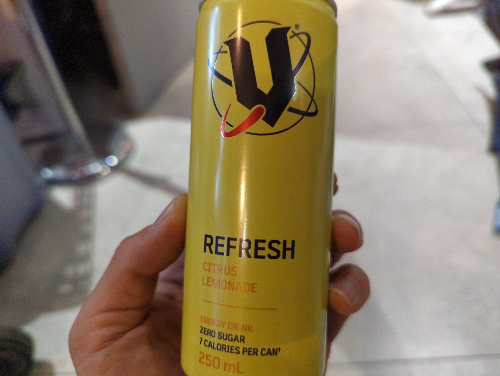 V
REFRESH
CITRUS
LEMONADE
ENERGY DRINK
ZERO SUGAR
7 CALORIES PER CAN†
250 mL